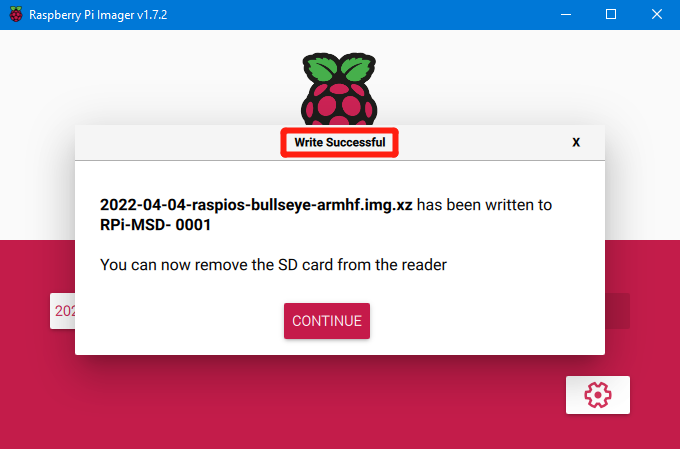 Raspberry Pi Imager v1.7.2
Write Successful
X
2022-04-04-raspios-bullseye-armhf.img.xz has been written to
RPi-MSD- 0001
You can now remove the SD card from the reader
202
CONTINUE